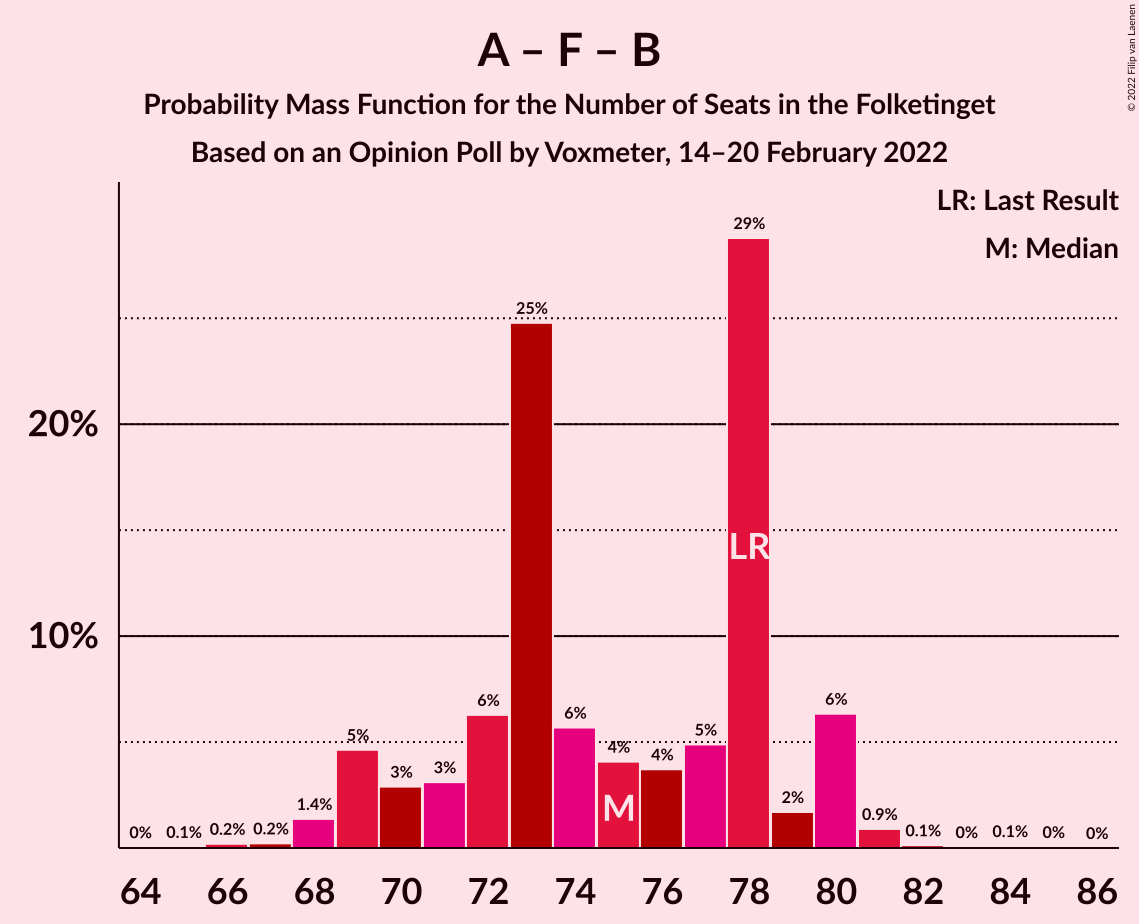 A – F – B
Probability Mass Function for the Number of Seats in the Folketinget
Based on an Opinion Poll by Voxmeter, 14–20 February 2022
© 2022 Filip van Laenen
LR: Last Result
M: Median
20%
10%
0% 0.1% 0.2% 0.2% 1.4% 5% 3% 3% 6% 25% 6% 4% 4% 5% 29% 2% 6% 0.9% 0.1% 0% 0.1% 0% 0%
LR
M
64 66 68 70 72 74 76 78 80 82 84 86